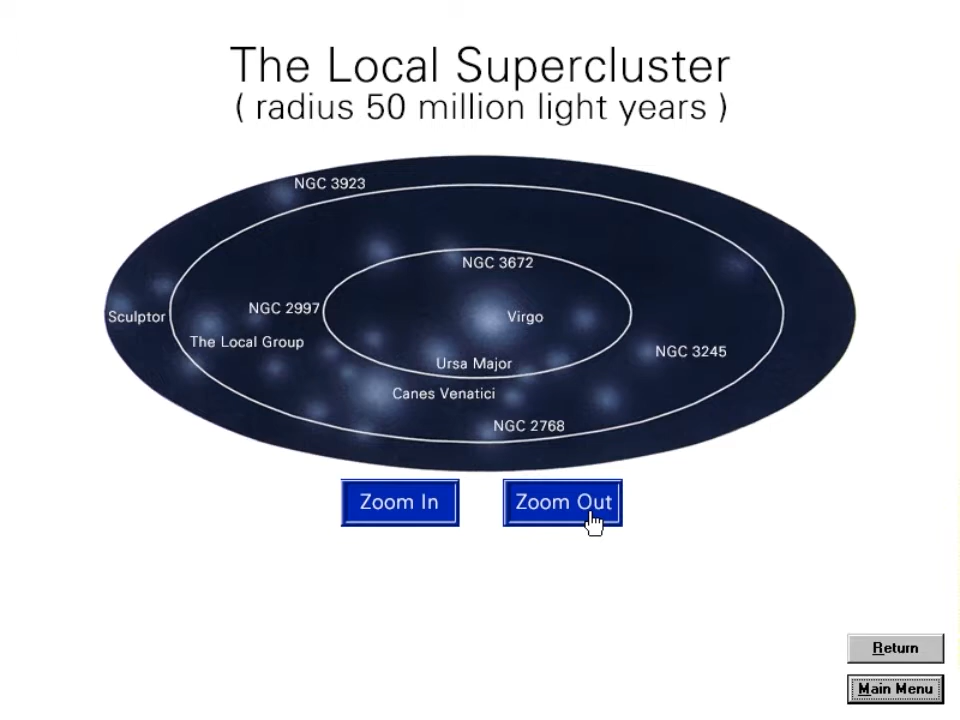 The Local Supercluster
( radius 50 million light years )
NGC 3923
NGC 3672
NGC 2997
Sculptor
Virgo
The Local Group
NGC 3245
Ursa Major
Canes Venatici
NGC 2768
Zoom In
Zoom Out
Return
Main Menu